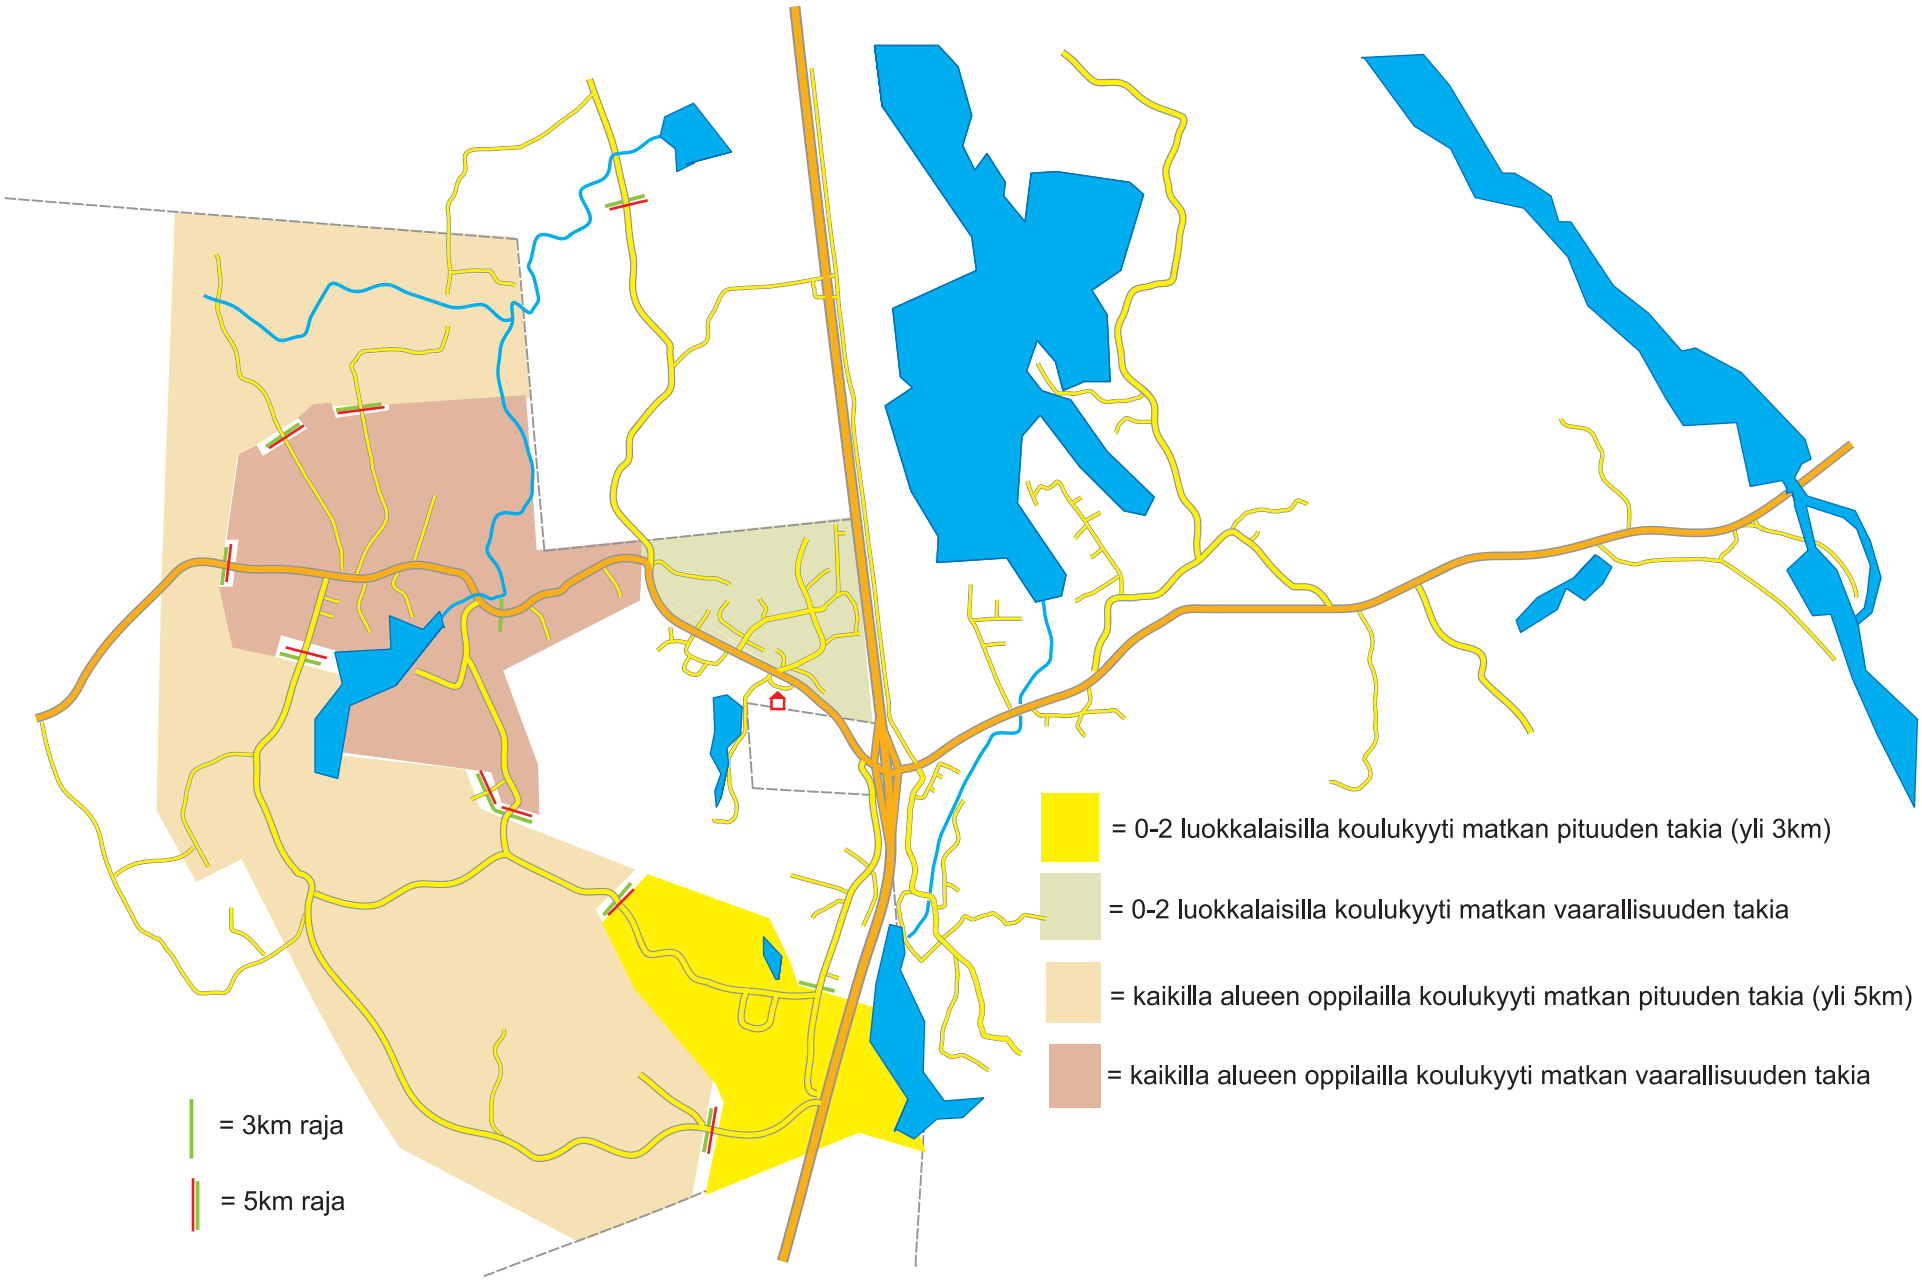 = 0-2 luokkalaisilla koulukyyti matkan pituuden takia (yli 3km)
= 0-2 luokkalaisilla koulukyyti matkan vaarallisuuden takia
= kaikilla alueen oppilailla koulukyyti matkan pituuden takia (yli 5km)
= kaikilla alueen oppilailla koulukyyti matkan vaarallisuuden takia
= 3km raja
= 5km raja